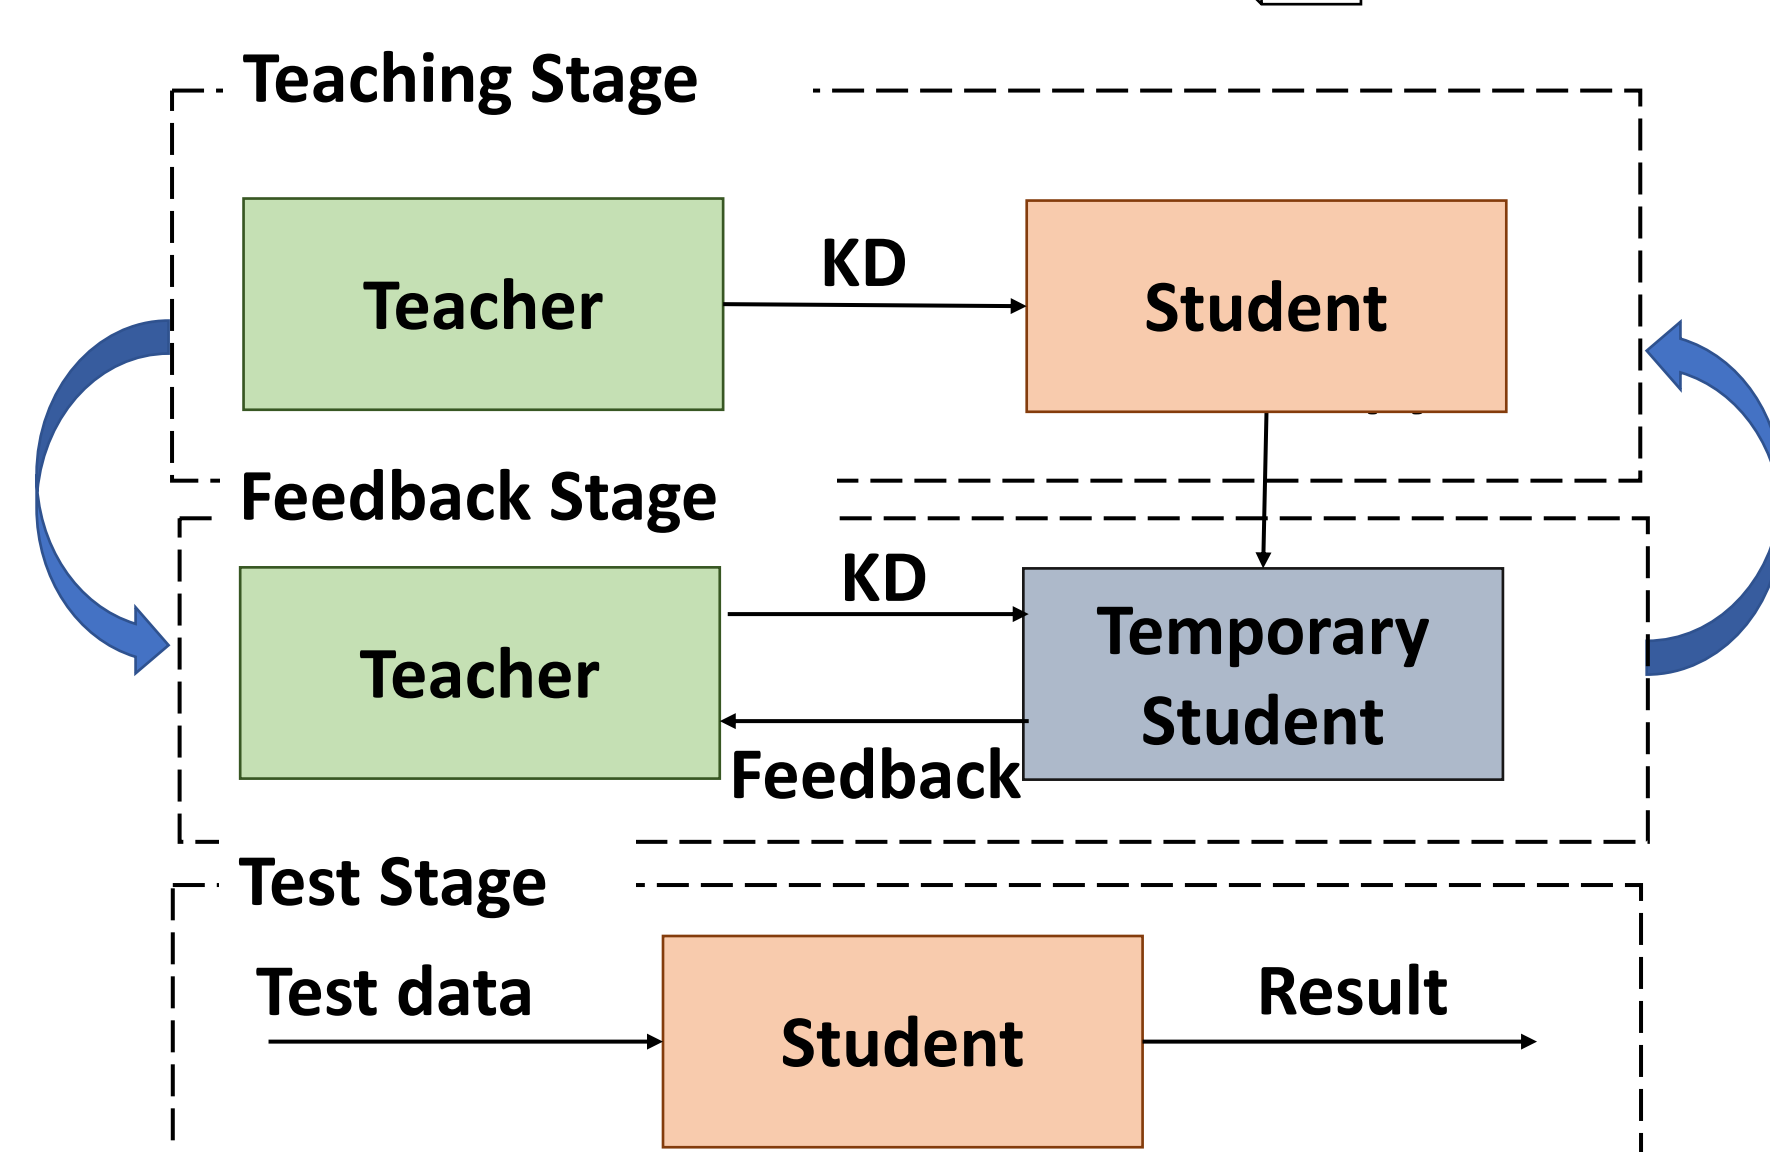 Teaching Stage
KD
Teacher
Student
Feedback Stage
KD
Teacher
Temporary
Student
Feedback
Test Stage
Test data
Result
Student